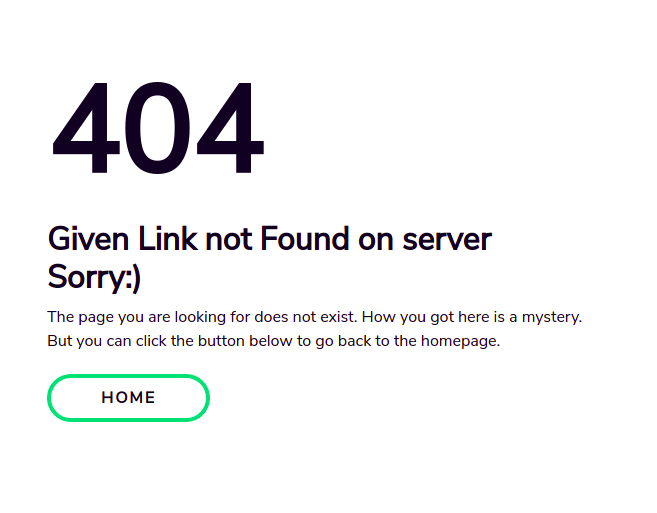 404
Given Link not Found on server
Sorry:)
The page you are looking for does not exist. How you got here is a mystery.
But you can click the button below to go back to the homepage.
HOME